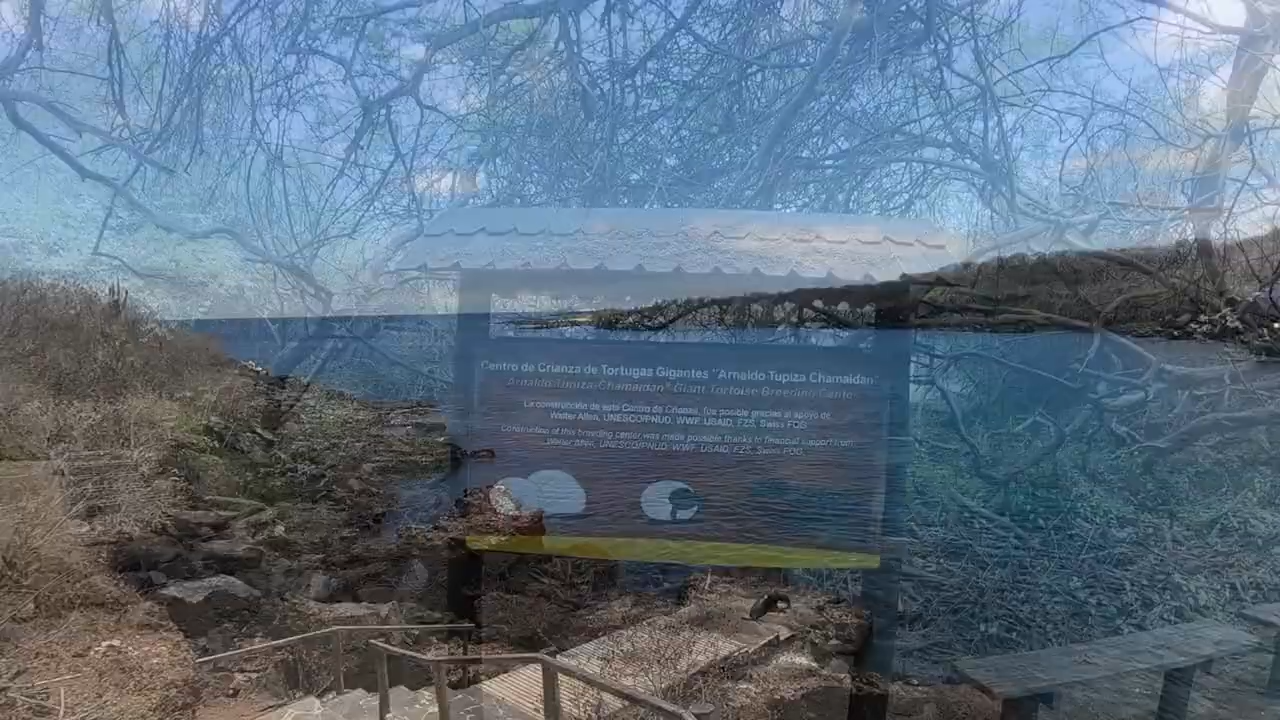 Centro de Crianza de Tortugas Gigantes "Arnaldo Tupiza Chamaidan"
Arnaldo Tupiza Chamaidan" Giant Tortoise Breeding Cente
La construcción de este Centro de Crianza, fue posible gracias al apoyo de
Walter Allen, UNESCO/PNUD, WWF, USAID, FZS, Swiss FOG.
Construction of this breeding center was made possible thanks to financial support from
Walter Allen, UNESCO/PNUD, WWF, USAID, FZS, Swiss FOG.